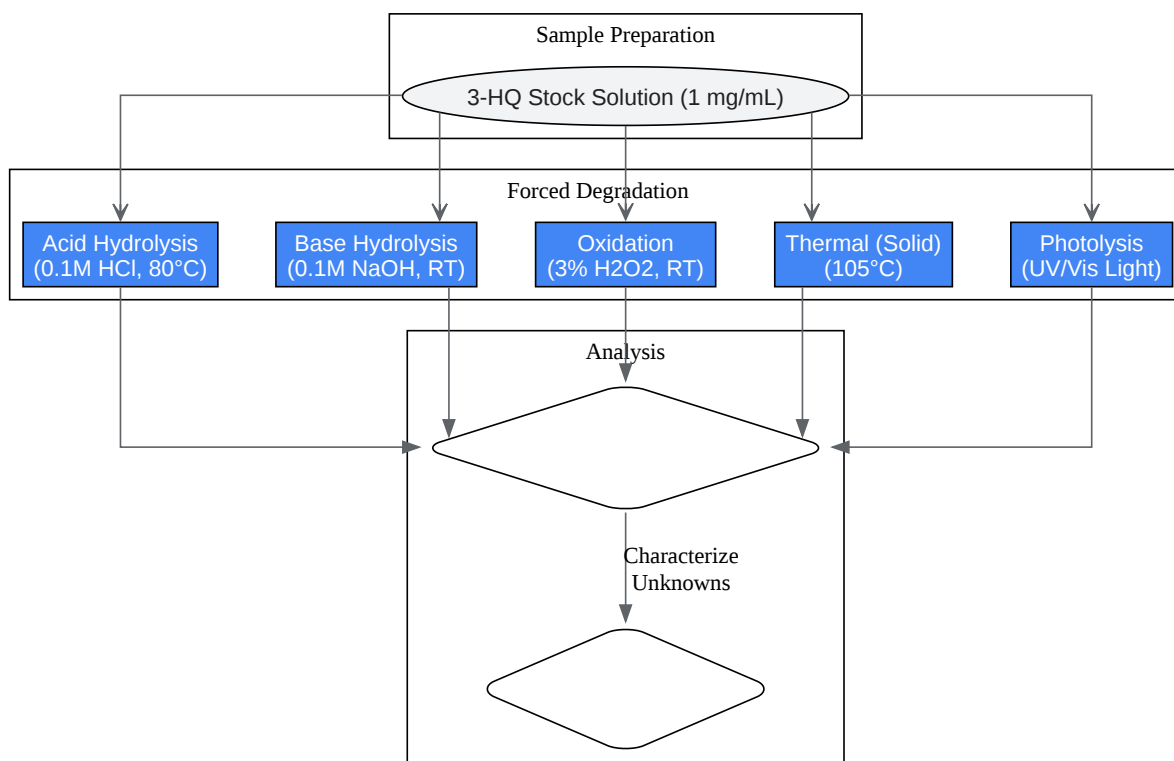 Sample Preparation
3-HQ Stock Solution (1 mg/mL)
Forced Degradation
Acid Hydrolysis
(0.1M HCl, 80°C)
Base Hydrolysis
(0.1M NaOH, RT)
Oxidation
(3% H2O2, RT)
Thermal (Solid)
(105°C)
Photolysis
(UV/Vis Light)
Analysis
Characterize
Unknowns